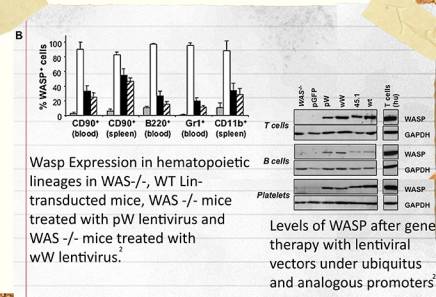 B
% WASP+ cells
100
80
60
40
20
0
CD90+ CD90+ B220+ Gr1+ CD11b+
(blood) (spleen) (blood) (blood) (spleen)
WAS-/- pGFP pW wW 45.1 wt T cells (hu)
T cells WASP
GAPDH
B cells WASP
GAPDH
Platelets WASP
GAPDH
Wasp Expression in hematopoietic
lineages in WAS-/-, WT Lin-
transducted mice, WAS -/- mice
treated with pW lentivirus and
WAS -/- mice treated with
wW lentivirus.2
Levels of WASP after gene
therapy with lentiviral
vectors under ubiquitus
and analogous promoters2